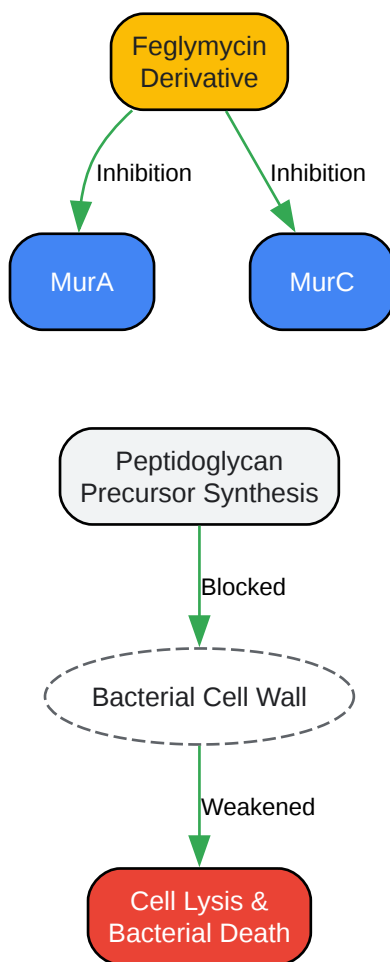 Feglymycin
Derivative
Inhibition
Inhibition
MurA
MurC
Peptidoglycan
Precursor Synthesis
Blocked
Bacterial Cell Wall
Weakened
Cell Lysis &
Bacterial Death